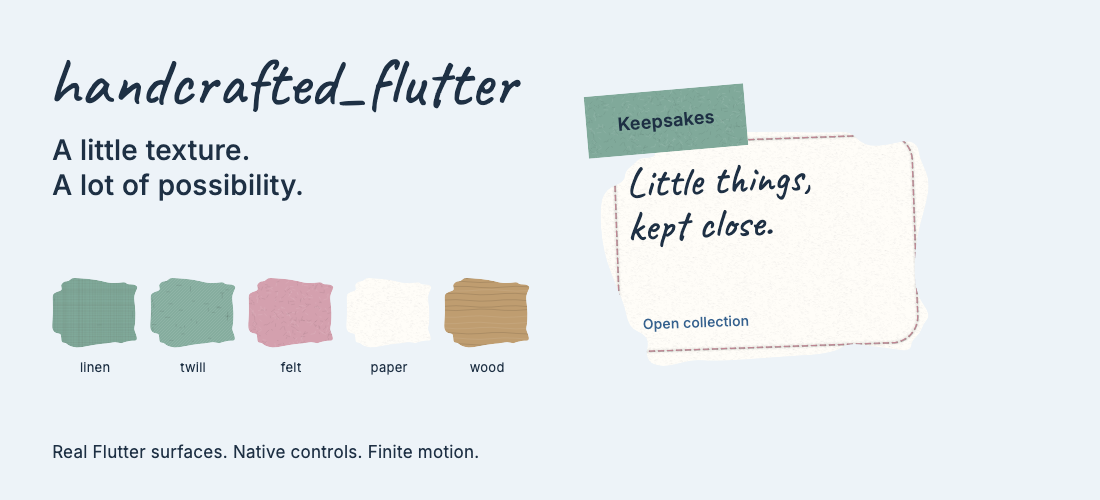 handcrafted_flutter
A little texture.
A lot of possibility.
linen
twill
felt
paper
wood
Real Flutter surfaces. Native controls. Finite motion.
Keepsakes
Little things,
kept close.
Open collection